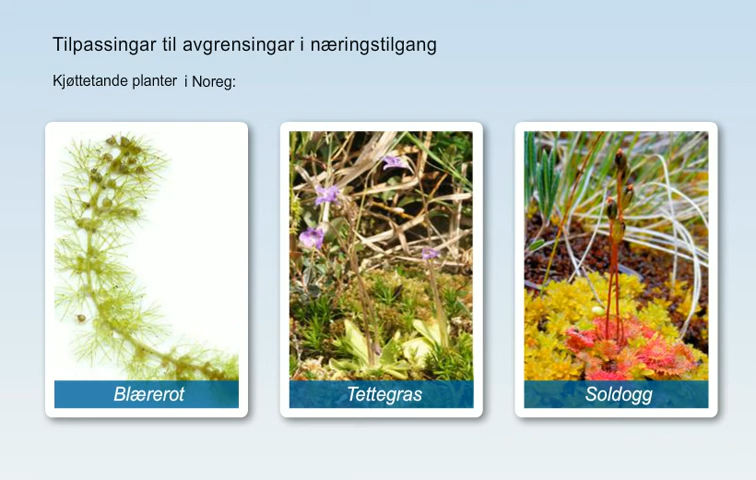 Tilpassingar til avgrensingar i næringstilgang
Kjøttetande planter i Noreg:
Blærerot
Tettegras
Soldogg